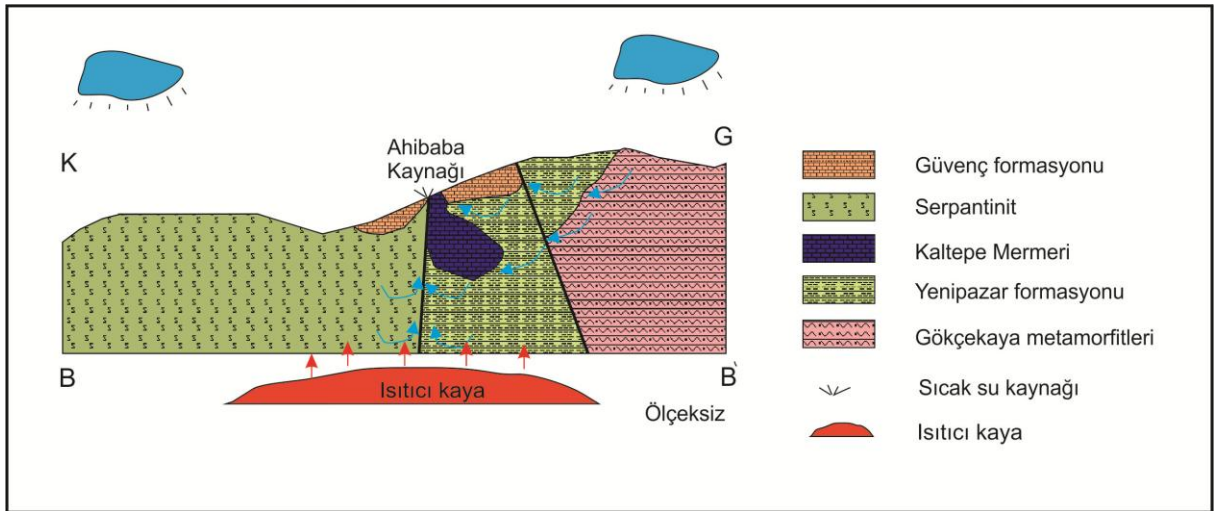 K
Ahibaba
Kaynağı
G
B
Isıtıcı kaya
B`
Ölçeksiz
Güvenç formasyonu
Serpantinit
Kaltepe Mermeri
Yenipazar formasyonu
Gökçekaya metamorfitleri
Sıcak su kaynağı
Isıtıcı kaya